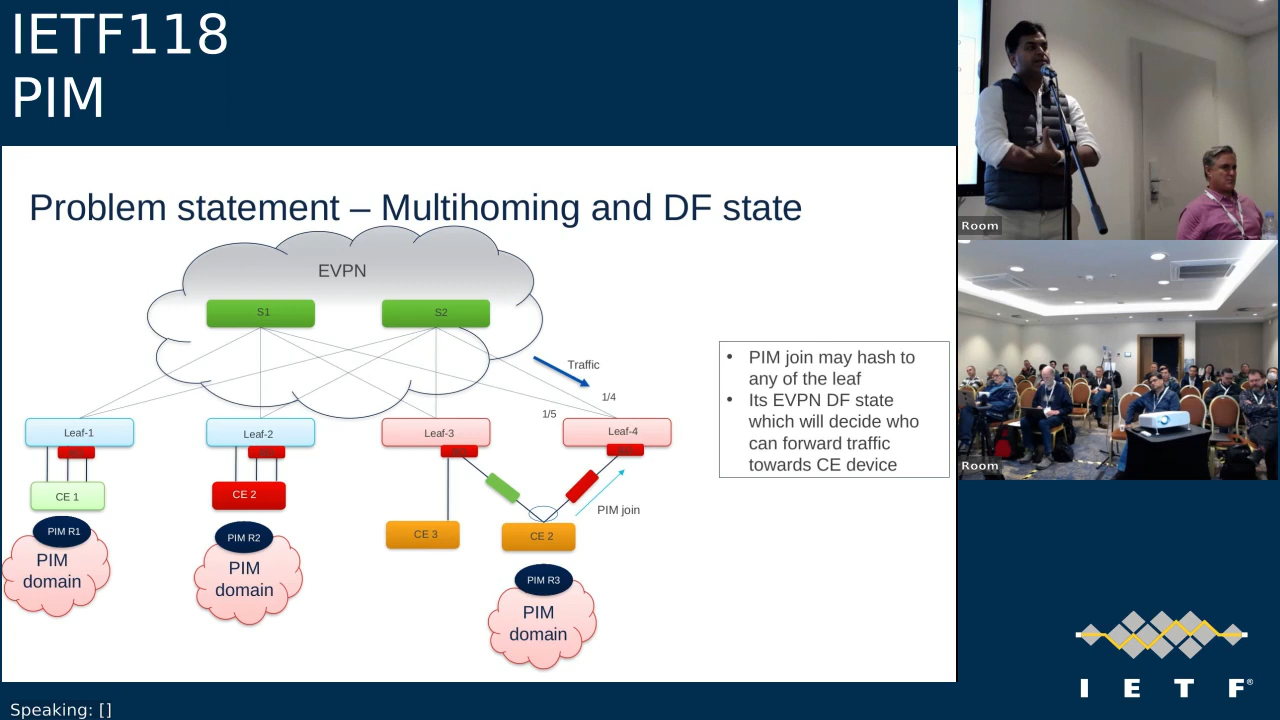 IETF118
PIM
Problem statement – Multihoming and DF state
EVPN
S1
S2
Traffic
1/4
1/5
Leaf-1
Leaf-2
Leaf-3
Leaf-4
CE 1
CE 2
CE 3
CE 2
PIM join
PIM R1
PIM R2
PIM R3
PIM
domain
PIM
domain
PIM
domain
• PIM join may hash to
any of the leaf
• Its EVPN DF state
which will decide who
can forward traffic
towards CE device
Room
Room
I E T F®
Speaking: []